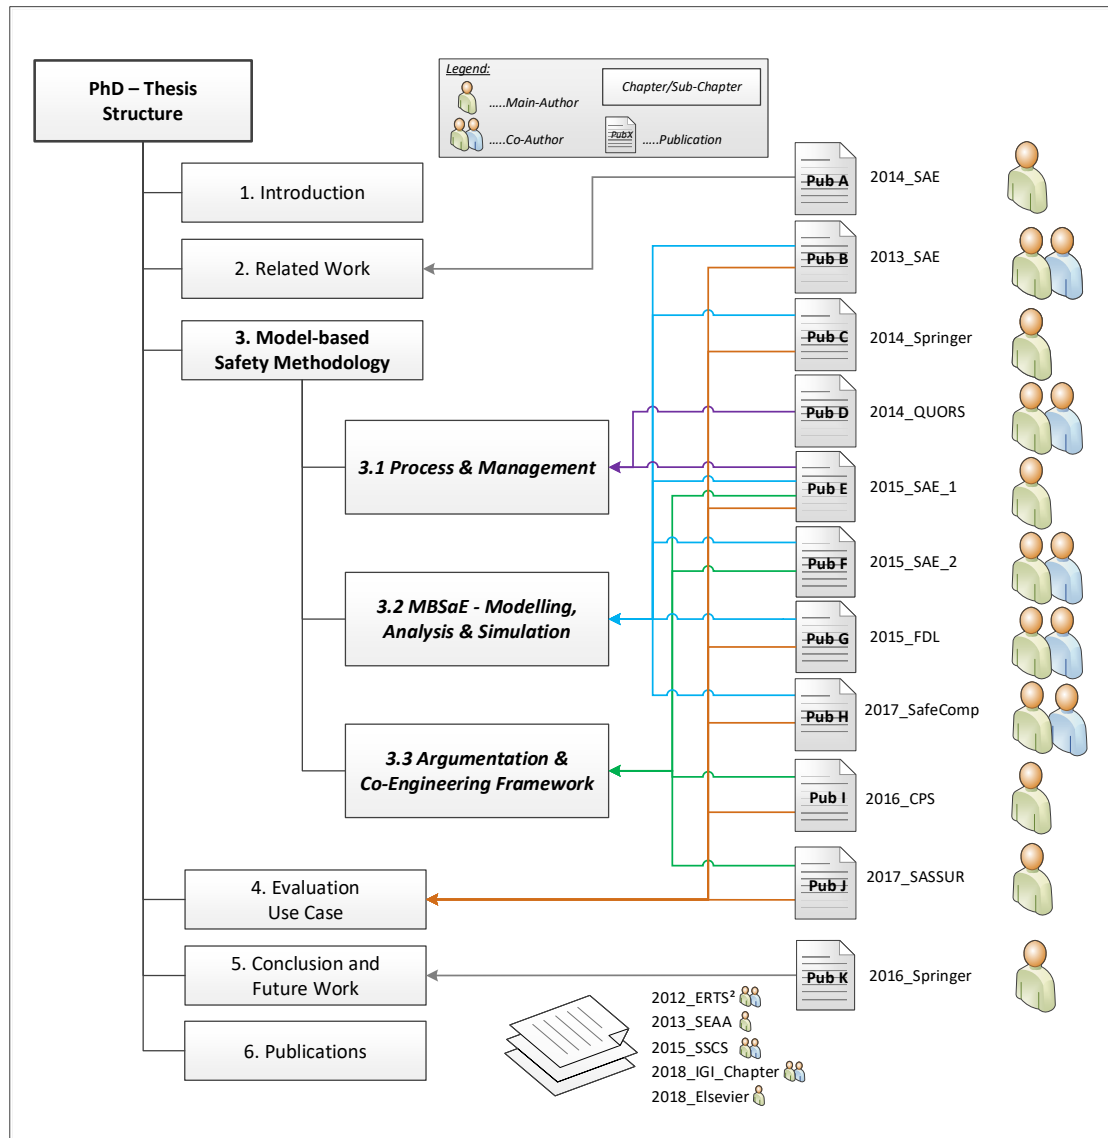 PhD – Thesis
Structure
Legend:
.....Main-Author
.....Co-Author
Chapter/Sub-Chapter
PubX
.....Publication
1. Introduction
2. Related Work
3. Model-based
Safety Methodology
3.1 Process & Management
3.2 MBSaE - Modelling,
Analysis & Simulation
3.3 Argumentation &
Co-Engineering Framework
4. Evaluation
Use Case
5. Conclusion and
Future Work
6. Publications
Pub A 2014_SAE
Pub B 2013_SAE
Pub C 2014_Springer
Pub D 2014_QUORS
Pub E 2015_SAE_1
Pub F 2015_SAE_2
Pub G 2015_FDL
Pub H 2017_SafeComp
Pub I 2016_CPS
Pub J 2017_SASSUR
Pub K 2016_Springer
2012_ERTS²
2013_SEAA
2015_SSCS
2018_IGI_Chapter
2018_Elsevier